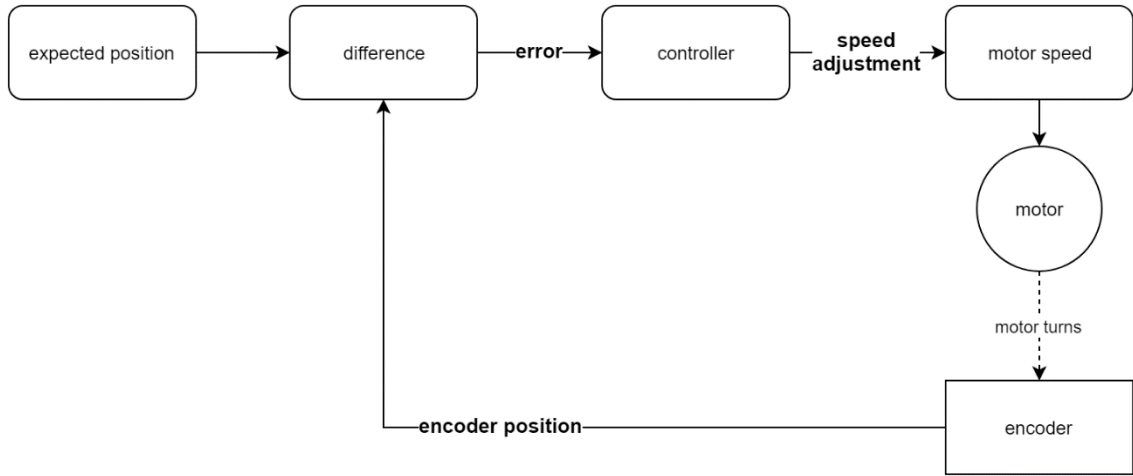 expected position
difference
error
controller
speed
adjustment
motor speed
motor
motor turns
encoder position
encoder